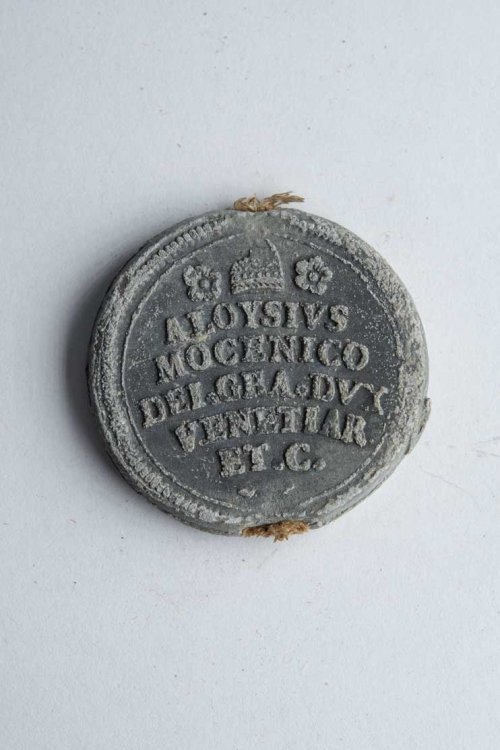 ALOYSIVS
MOCENICO
DEI.GRA.DVX
VENETIAR
ET.C.